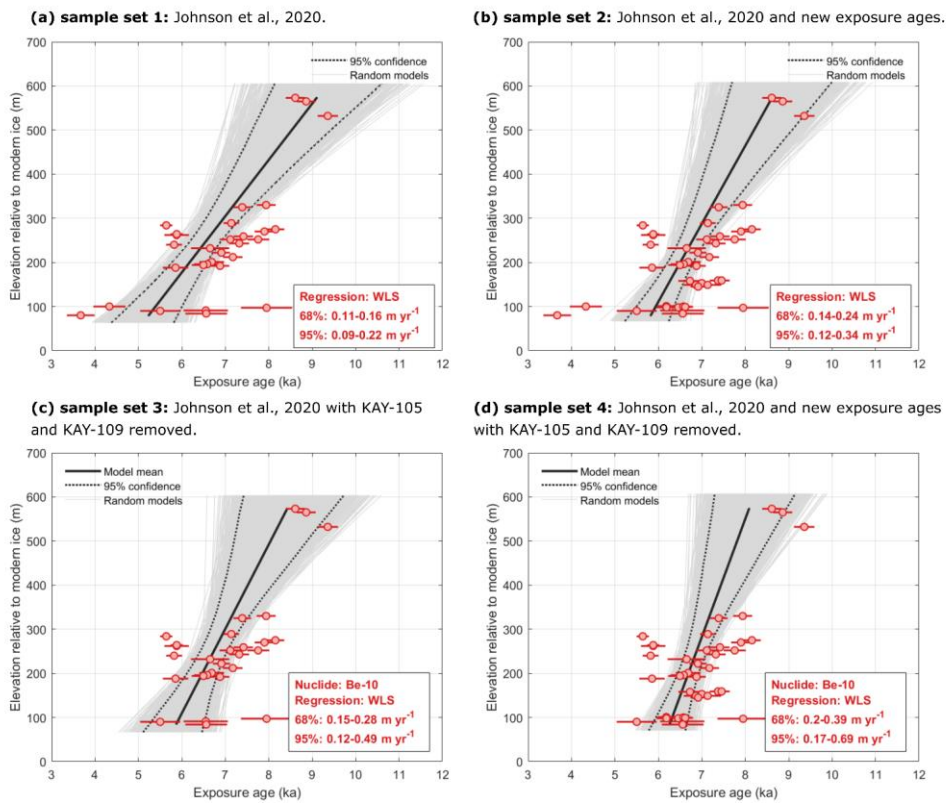 (a) sample set 1: Johnson et al., 2020.
700
600
500
400
300
200
100
0
Elevation relative to modern ice (m)
95% confidence
Random models
Regression: WLS
68%: 0.11-0.16 m yr⁻¹
95%: 0.09-0.22 m yr⁻¹
3 4 5 6 7 8 9 10 11 12
Exposure age (ka)
(b) sample set 2: Johnson et al., 2020 and new exposure ages.
700
600
500
400
300
200
100
0
Elevation relative to modern ice (m)
95% confidence
Random models
Regression: WLS
68%: 0.14-0.24 m yr⁻¹
95%: 0.12-0.34 m yr⁻¹
3 4 5 6 7 8 9 10 11 12
Exposure age (ka)
(c) sample set 3: Johnson et al., 2020 with KAY-105
and KAY-109 removed.
700
600
500
400
300
200
100
0
Elevation relative to modern ice (m)
Model mean
95% confidence
Random models
Nuclide: Be-10
Regression: WLS
68%: 0.15-0.28 m yr⁻¹
95%: 0.12-0.49 m yr⁻¹
3 4 5 6 7 8 9 10 11 12
Exposure age (ka)
(d) sample set 4: Johnson et al., 2020 and new exposure ages
with KAY-105 and KAY-109 removed.
700
600
500
400
300
200
100
0
Elevation relative to modern ice (m)
Model mean
95% confidence
Random models
Nuclide: Be-10
Regression: WLS
68%: 0.2-0.39 m yr⁻¹
95%: 0.17-0.69 m yr⁻¹
3 4 5 6 7 8 9 10 11 12
Exposure age (ka)